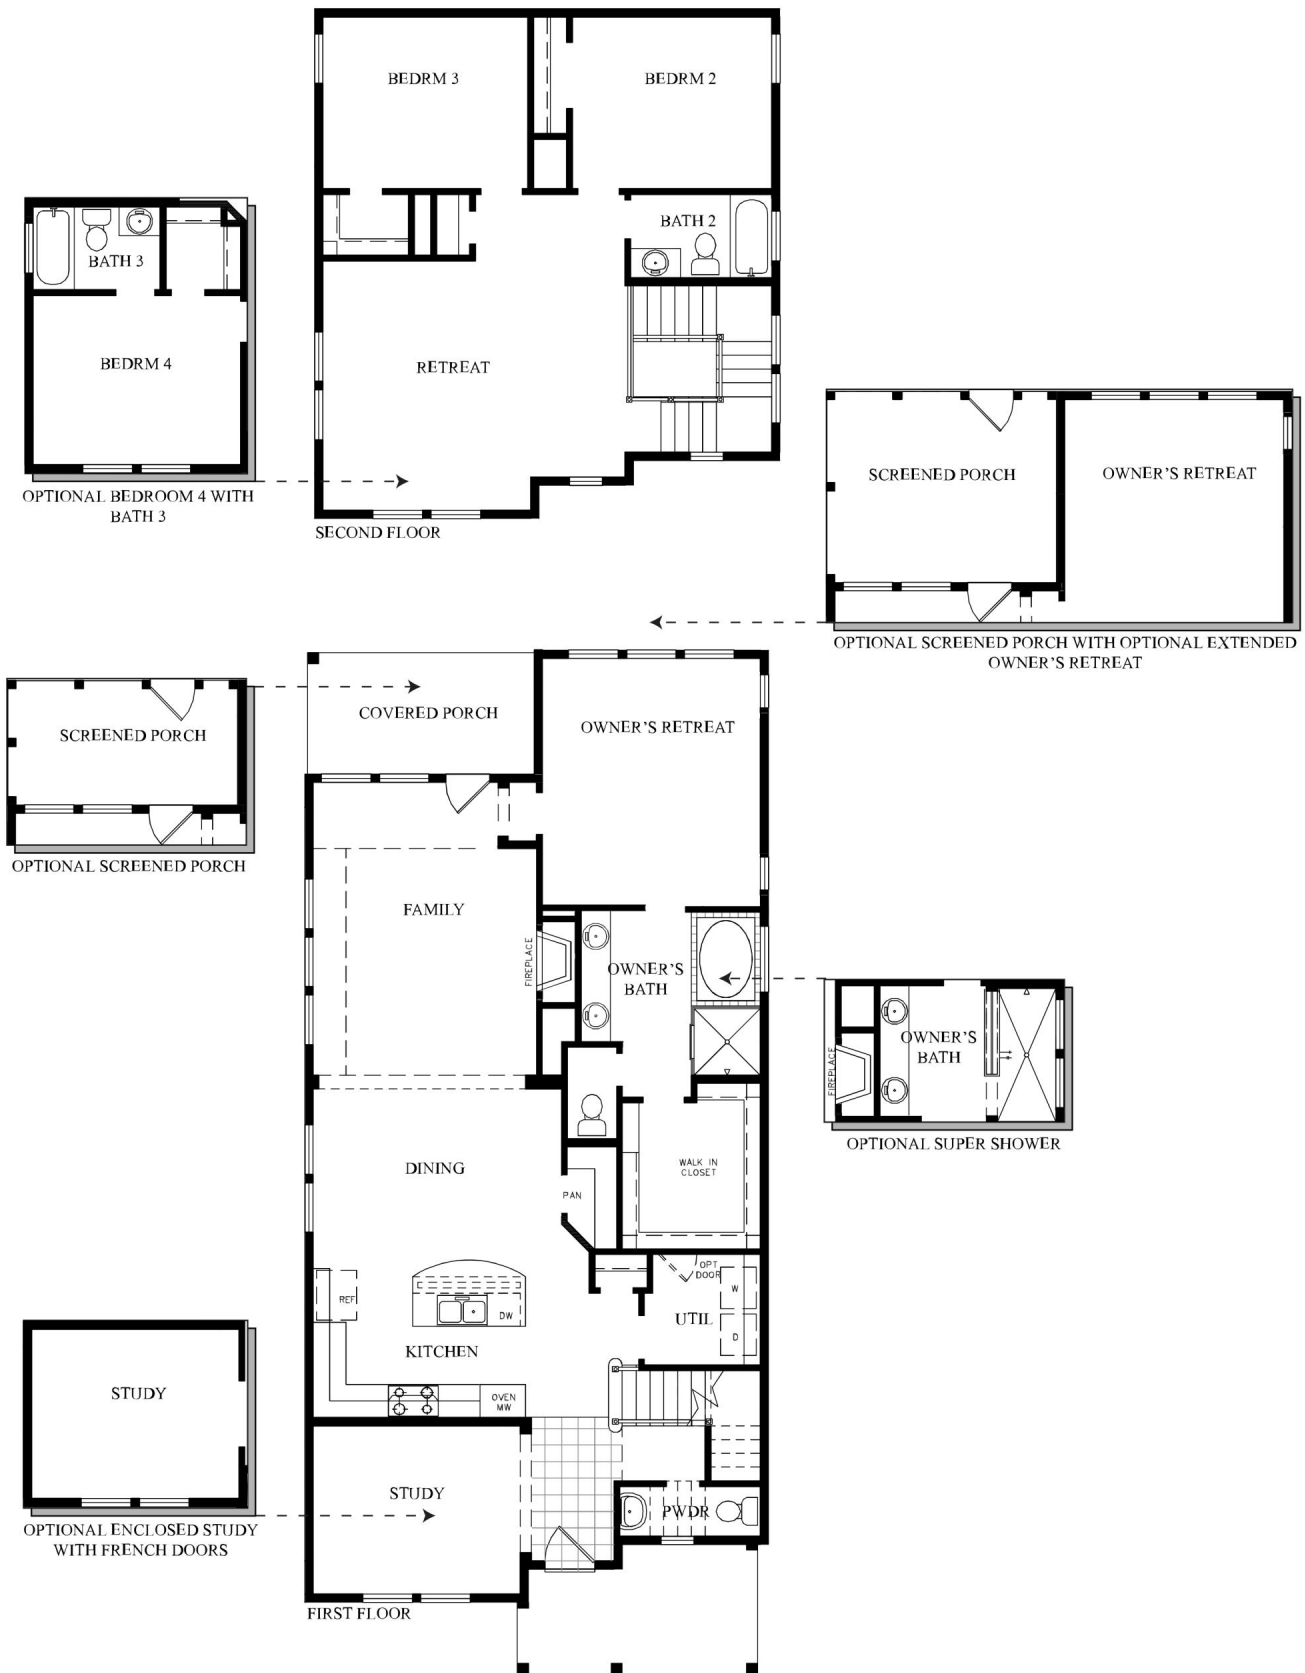 BEDRM 3
BEDRM 2
BATH 2
BATH 3
BEDRM 4
RETREAT
OPTIONAL BEDROOM 4 WITH
BATH 3
SECOND FLOOR
SCREENED PORCH
OWNER'S RETREAT
OPTIONAL SCREENED PORCH WITH OPTIONAL EXTENDED
OWNER'S RETREAT
SCREENED PORCH
OPTIONAL SCREENED PORCH
COVERED PORCH
OWNER'S RETREAT
FAMILY
FIREPLACE
OWNER'S
BATH
FIREPLACE
OWNER'S
BATH
OPTIONAL SUPER SHOWER
DINING
PAN
WALK IN
CLOSET
REF
DW
OPT
DOOR
W
UTIL
D
KITCHEN
OVEN
MW
STUDY
OPTIONAL ENCLOSED STUDY
WITH FRENCH DOORS
STUDY
PWDR
FIRST FLOOR